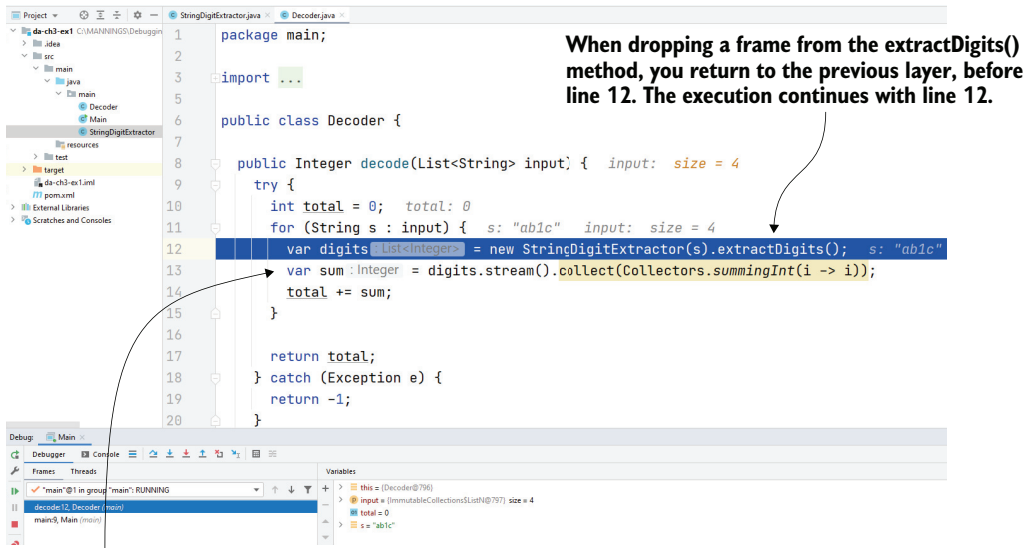 Project
StringDigitExtractor.java
Decoder.java
da-ch3-ex1 C:\MANNINGS\Debuggin
.idea
src
main
java
main
Decoder
Main
StringDigitExtractor
resources
test
target
da-ch3-ex1.iml
pom.xml
External Libraries
Scratches and Consoles
When dropping a frame from the extractDigits()
method, you return to the previous layer, before
line 12. The execution continues with line 12.
1 package main;
2
3 import ...
5
6 public class Decoder {
7
8 public Integer decode(List<String> input) { input: size = 4
9 try {
10 int total = 0; total: 0
11 for (String s : input) { s: "ab1c" input: size = 4
12 var digits : List<Integer> = new StringDigitExtractor(s).extractDigits(); s: "ab1c"
13 var sum : Integer = digits.stream().collect(Collectors.summingInt(i -> i));
14 total += sum;
15 }
16
17 return total;
18 } catch (Exception e) {
19 return -1;
20 }
Debug: Main
Debugger Console
Frames Threads
"main"@1 in group "main": RUNNING
decode:12, Decoder (main)
main:9, Main (main)
Variables
this = {Decoder@796}
input = {ImmutableCollections$ListN@797} size = 4
total = 0
s = "ab1c"